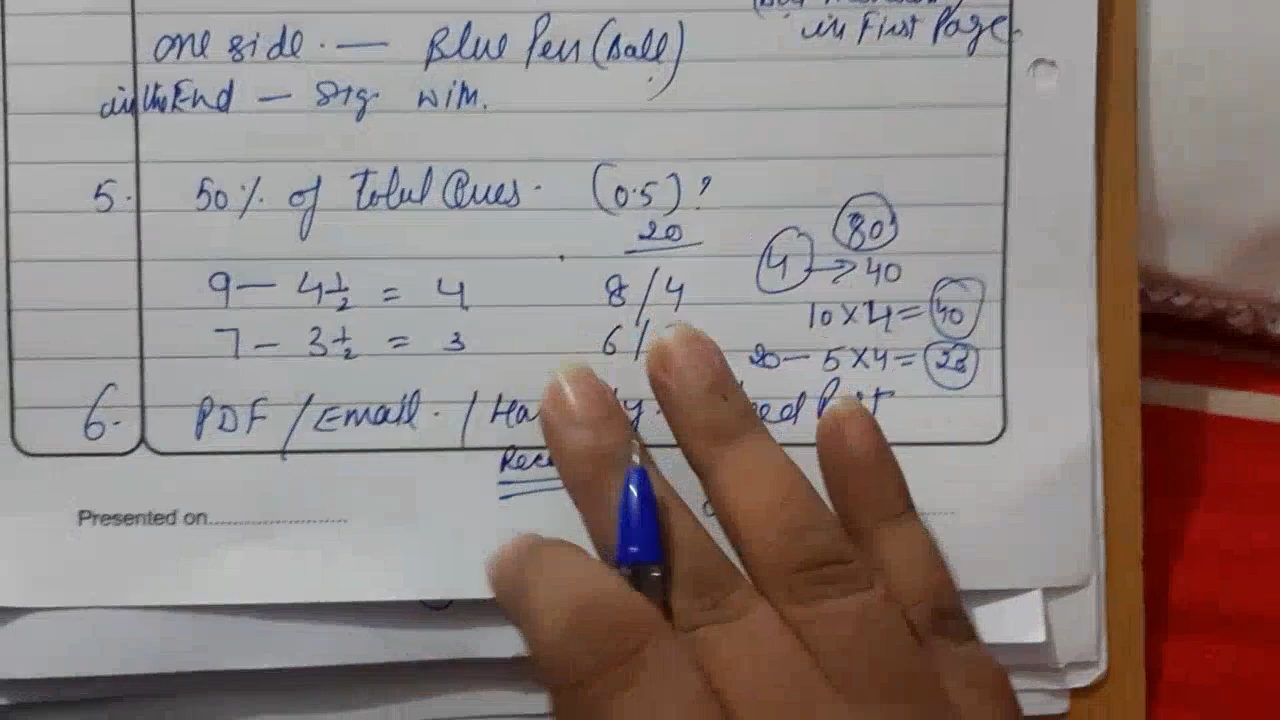 in First Page.
one side. — Blue Pen (Ball)
in the End — Sig. with.
5. 50% of Total Ques. (0.5)?
20
80
9 — 4½ = 4 8/4
4 → 40
10 x 4 = 40
7 — 3½ = 3 6/
20 — 5 x 4 =
6. PDF / Email. /
Presented on